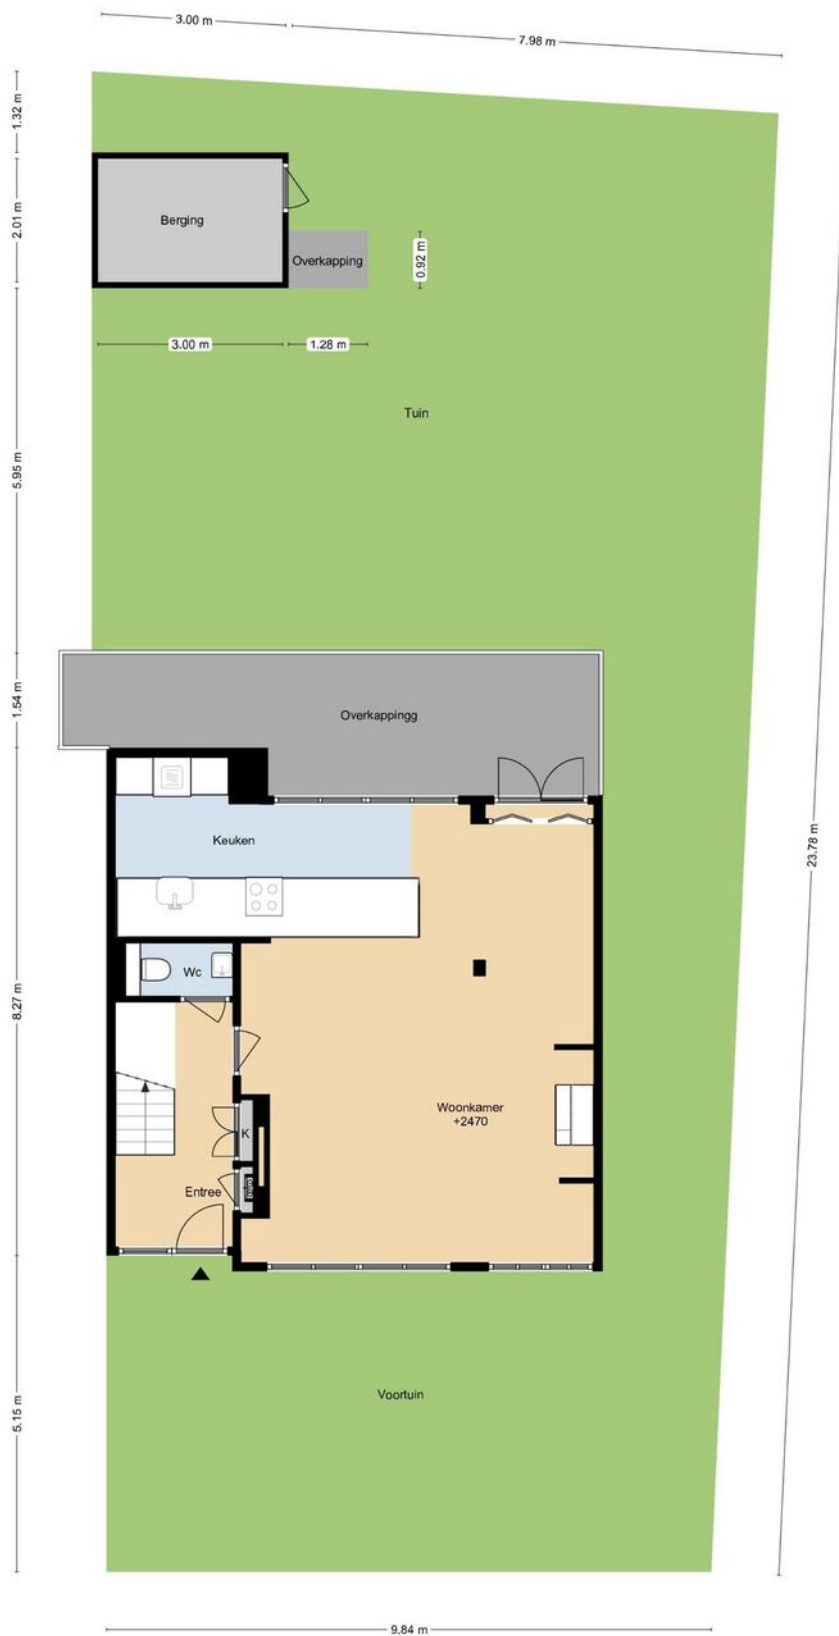 3.00 m
7.98 m
1.32 m
2.01 m
Berging
Overkapping
0.92 m
3.00 m
1.28 m
Tuin
5.95 m
1.54 m
Overkappingg
Keuken
23.78 m
Wc
8.27 m
Woonkamer
+2470
K
Entree
Voortuin
5.15 m
9.84 m